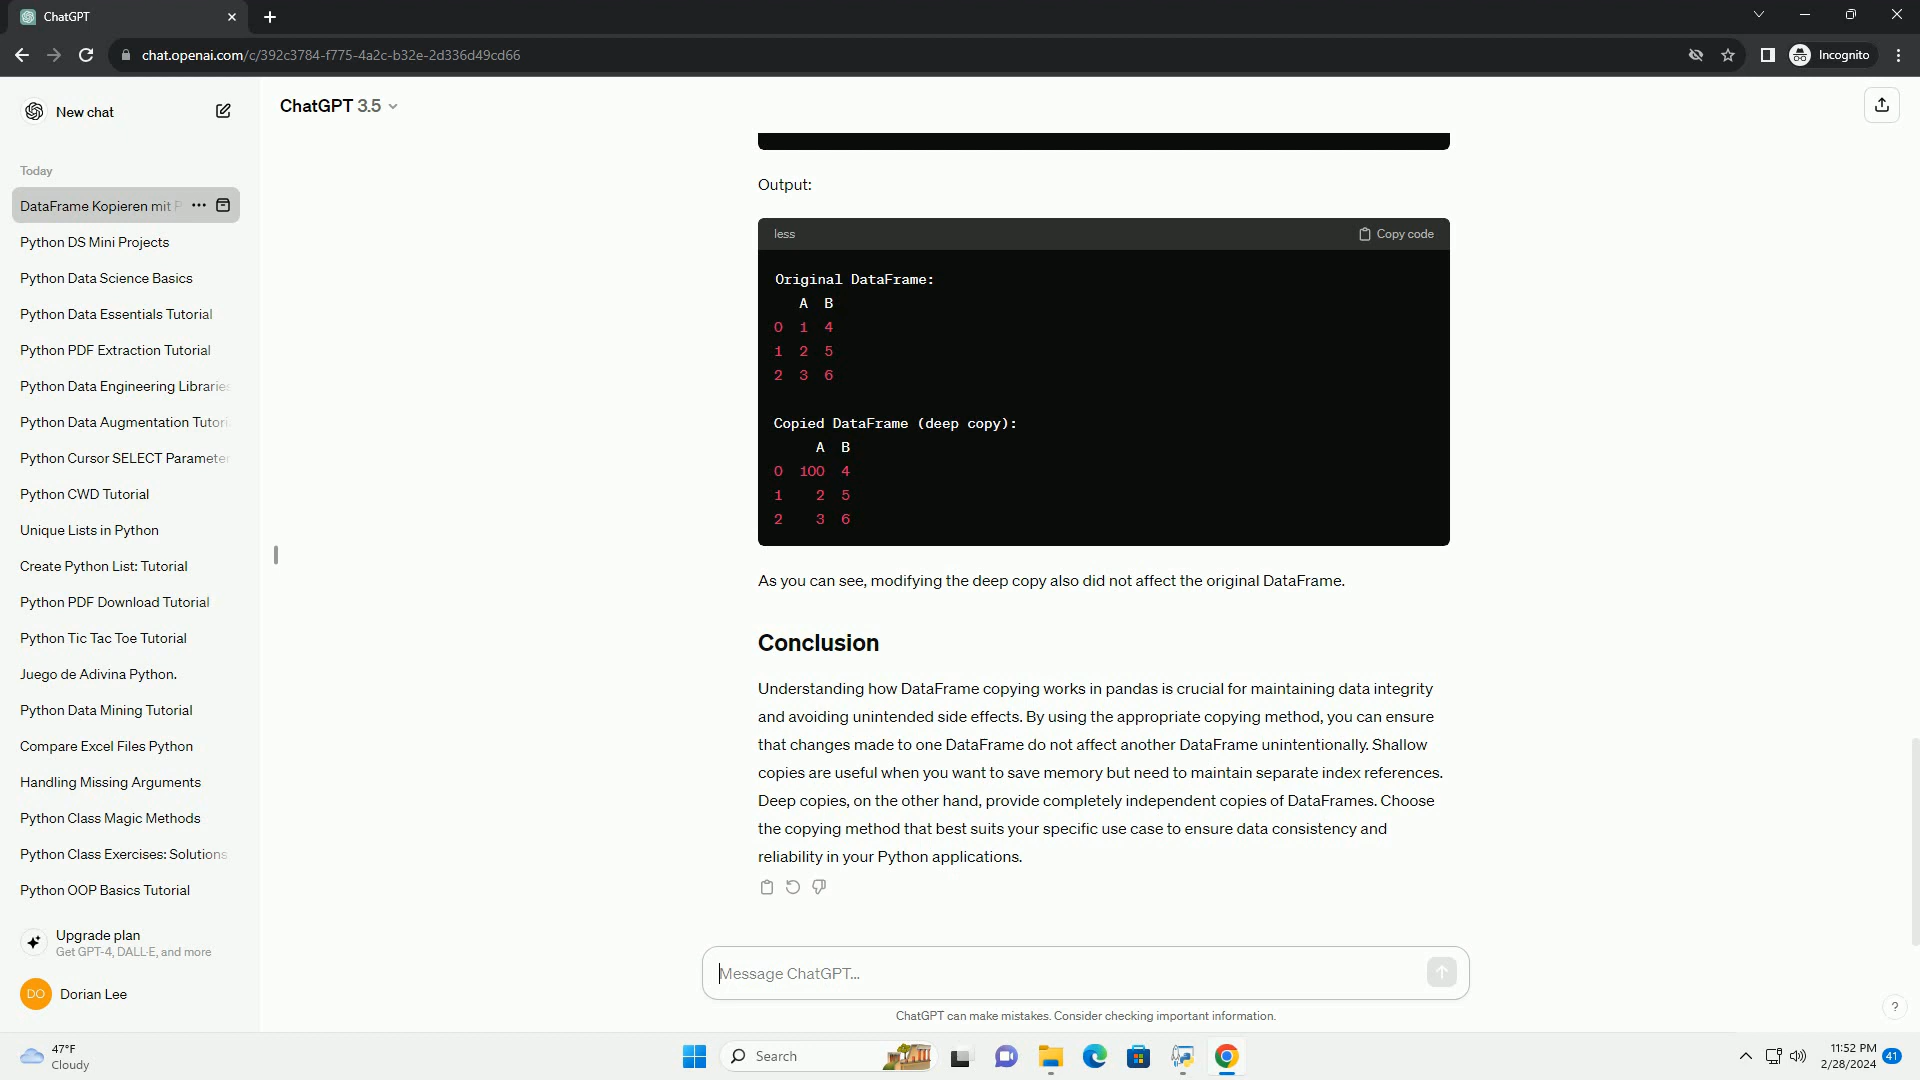 ChatGPT
chat.openai.com/c/392c3784-f775-4a2c-b32e-2d336d49cd66
Incognito
New chat
Today
DataFrame Kopieren mit P
Python DS Mini Projects
Python Data Science Basics
Python Data Essentials Tutorial
Python PDF Extraction Tutorial
Python Data Engineering Libraries
Python Data Augmentation Tutori
Python Cursor SELECT Parameter
Python CWD Tutorial
Unique Lists in Python
Create Python List: Tutorial
Python PDF Download Tutorial
Python Tic Tac Toe Tutorial
Juego de Adivina Python.
Python Data Mining Tutorial
Compare Excel Files Python
Handling Missing Arguments
Python Class Magic Methods
Python Class Exercises: Solutions
Python OOP Basics Tutorial
Upgrade plan
Get GPT-4, DALL·E, and more
DO Dorian Lee
ChatGPT 3.5
Output:
less Copy code
Original DataFrame:
A B
0 1 4
1 2 5
2 3 6
Copied DataFrame (deep copy):
A B
0 100 4
1 2 5
2 3 6
As you can see, modifying the deep copy also did not affect the original DataFrame.
Conclusion
Understanding how DataFrame copying works in pandas is crucial for maintaining data integrity
and avoiding unintended side effects. By using the appropriate copying method, you can ensure
that changes made to one DataFrame do not affect another DataFrame unintentionally. Shallow
copies are useful when you want to save memory but need to maintain separate index references.
Deep copies, on the other hand, provide completely independent copies of DataFrames. Choose
the copying method that best suits your specific use case to ensure data consistency and
reliability in your Python applications.
Message ChatGPT...
ChatGPT can make mistakes. Consider checking important information.
?
47°F
Cloudy
Search
11:52 PM
2/28/2024
41